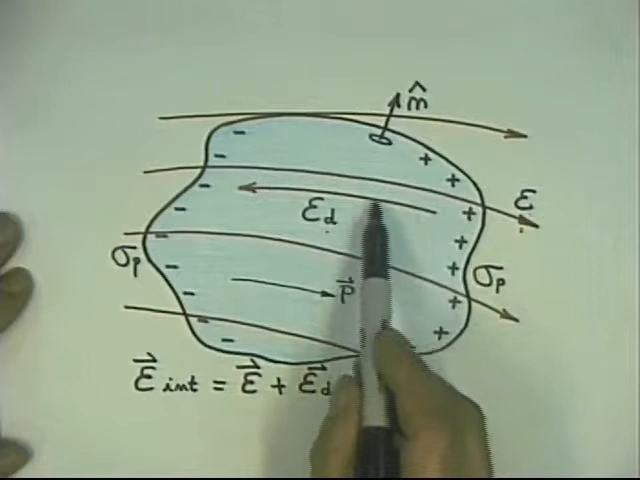 m̂
ℰ
ℰd
σp
σp
P⃗
ℰ⃗ int = ℰ⃗ + ℰ⃗d